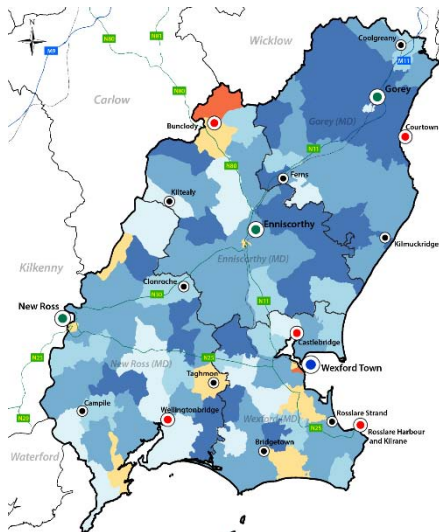 N
N80
N81
Wicklow
Coolgreany
M9
M11
Carlow
N80
Gorey
Bunclody
Gorey (MD)
Courtown
N11
N80
Ferns
Kiltealy
Enniscorthy
Kilmuckridge
Kilkenny
Enniscorthy (MD)
Clonroche
N30
New Ross
N11
Castlebridge
N25
N25
New Ross (MD)
Taghmon
Wexford Town
Campile
Wellingtonbridge
Wexford (MD)
Rosslare Strand
N25
Rosslare Harbour
and Kilrane
Bridgetown
Waterford